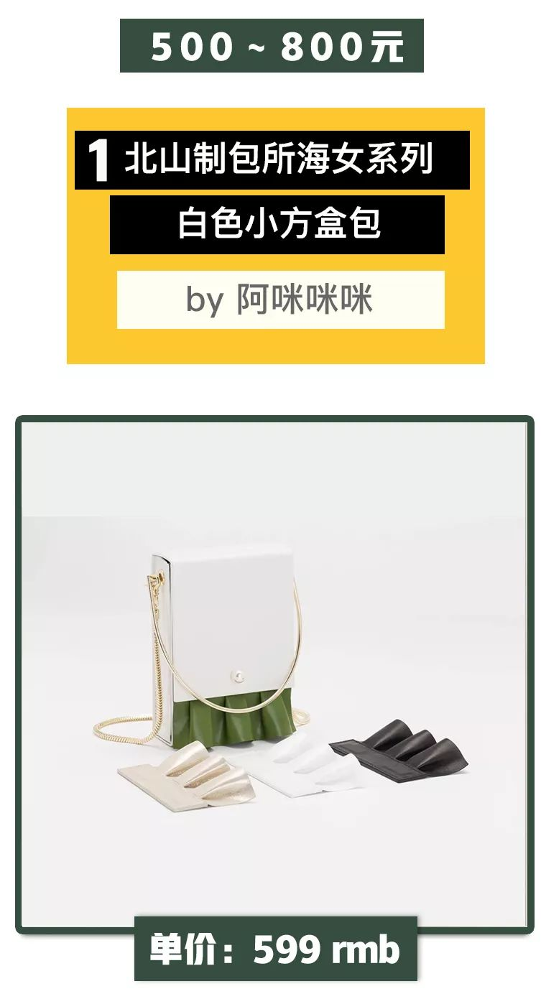 500~800元
1 北山制包所海女系列
白色小方盒包
by 阿咪咪咪
单价：599 rmb